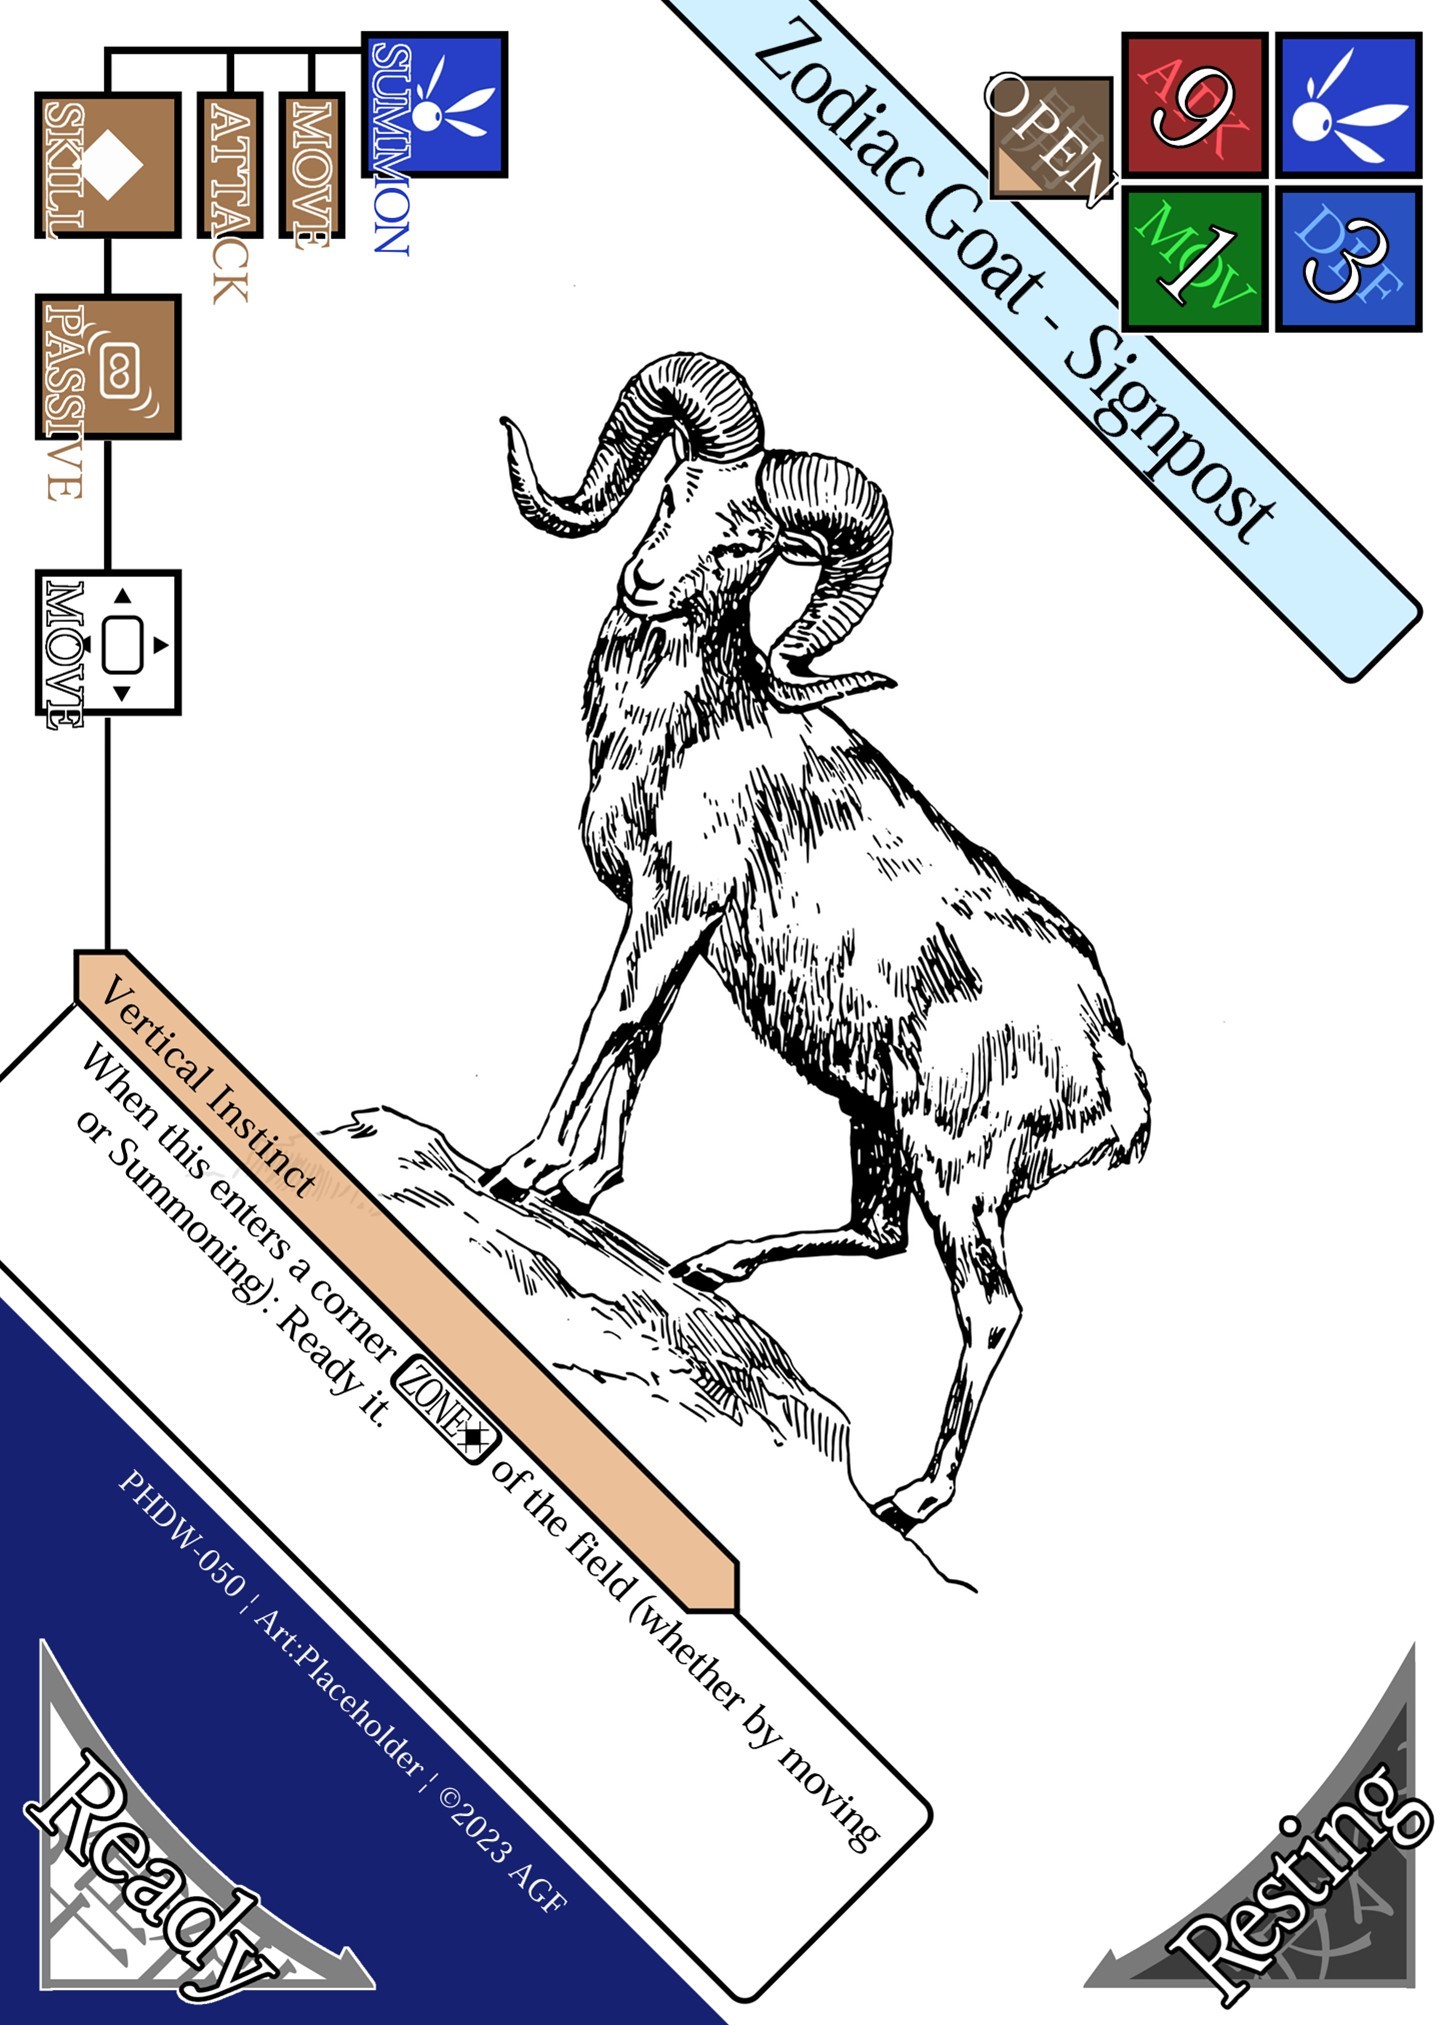 Zodiac Goat - Signpost
OPEN
ATK
9
MOV
1
DEF
3
SUMMON
MOVE
ATTACK
SKILL
PASSIVE
MOVE
Vertical Instinct
When this enters a corner ZONE of the field (whether by moving
or Summoning): Ready it.
PHDW-050 ¦ Art:Placeholder ¦ ©2023 AGF
Ready
Resting